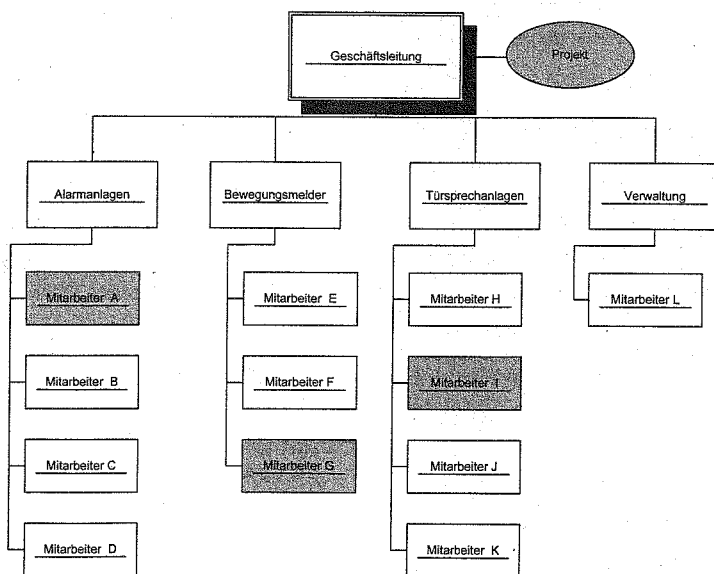 Geschäftsleitung
Projekt
Alarmanlagen
Bewegungsmelder
Türsprechanlagen
Verwaltung
Mitarbeiter A
Mitarbeiter E
Mitarbeiter H
Mitarbeiter L
Mitarbeiter B
Mitarbeiter F
Mitarbeiter I
Mitarbeiter C
Mitarbeiter G
Mitarbeiter J
Mitarbeiter D
Mitarbeiter K